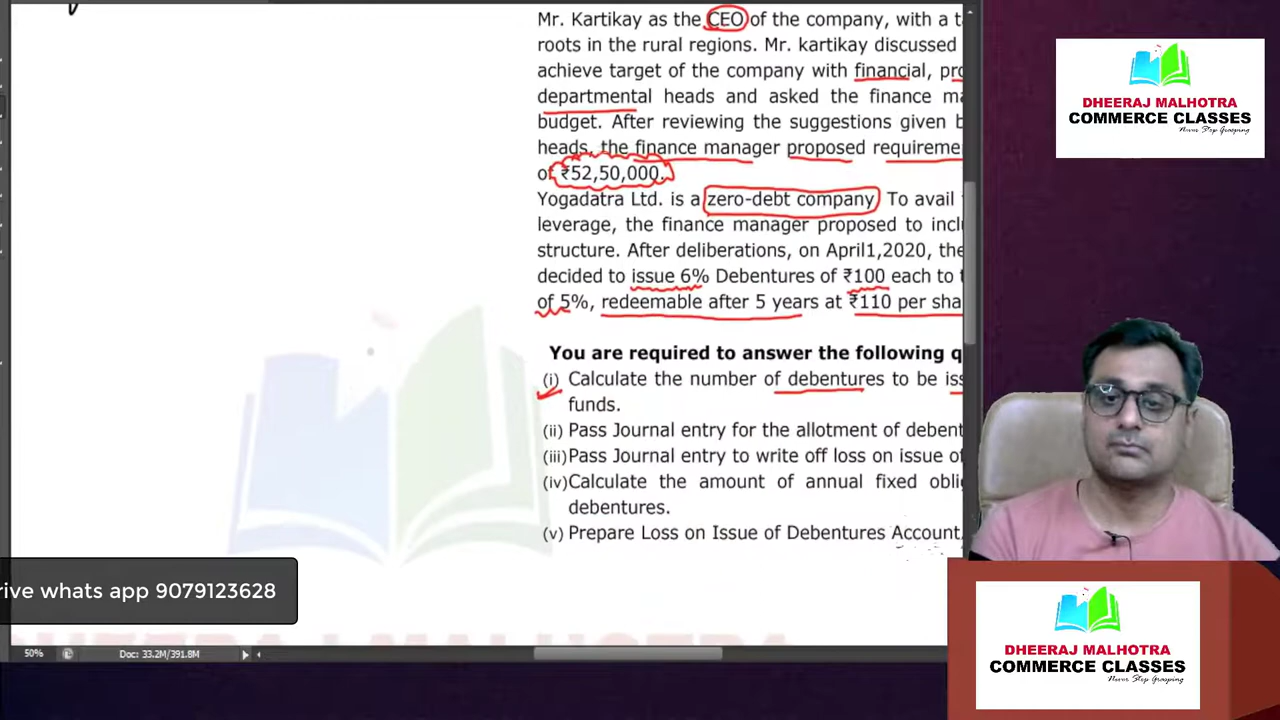 Mr. Kartikay as the CEO of the company, with a
roots in the rural regions. Mr. kartikay discussed
achieve target of the company with financial,
departmental heads and asked the finance
budget. After reviewing the suggestions given
heads, the finance manager proposed
of ₹52,50,000.
Yogadatra Ltd. is a zero-debt company To avail
leverage, the finance manager proposed to
structure. After deliberations, on April1,2020, the
decided to issue 6% Debentures of ₹100 each to
of 5%, redeemable after 5 years at ₹110 per
You are required to answer the following
(i) Calculate the number of debentures to be
funds.
(ii) Pass Journal entry for the allotment of
(iii)Pass Journal entry to write off loss on issue of
(iv)Calculate the amount of annual fixed
debentures.
(v) Prepare Loss on Issue of Debentures Account.
whats app 9079123628
50%
Doc: 33.2M/391.8M
DHEERAJ MALHOTRA
COMMERCE CLASSES
Never Stop Grooping
DHEERAJ MALHOTRA
COMMERCE CLASSES
Never Stop Grooping